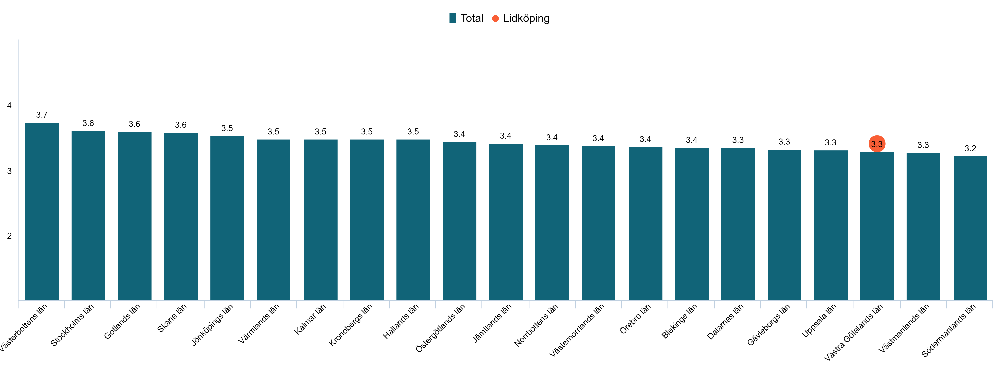 Total Lidköping
4
3
2
3.7 3.6 3.6 3.6 3.5 3.5 3.5 3.5 3.5 3.4 3.4 3.4 3.4 3.4 3.4 3.3 3.3 3.3 3.3 3.3 3.2
Västerbottens län
Stockholms län
Gotlands län
Skåne län
Jönköpings län
Värmlands län
Kalmar län
Kronobergs län
Hallands län
Östergötlands län
Jämtlands län
Norrbottens län
Västernorrlands län
Örebro län
Blekinge län
Dalarnas län
Gävleborgs län
Uppsala län
Västra Götalands län
Västmanlands län
Södermanlands län